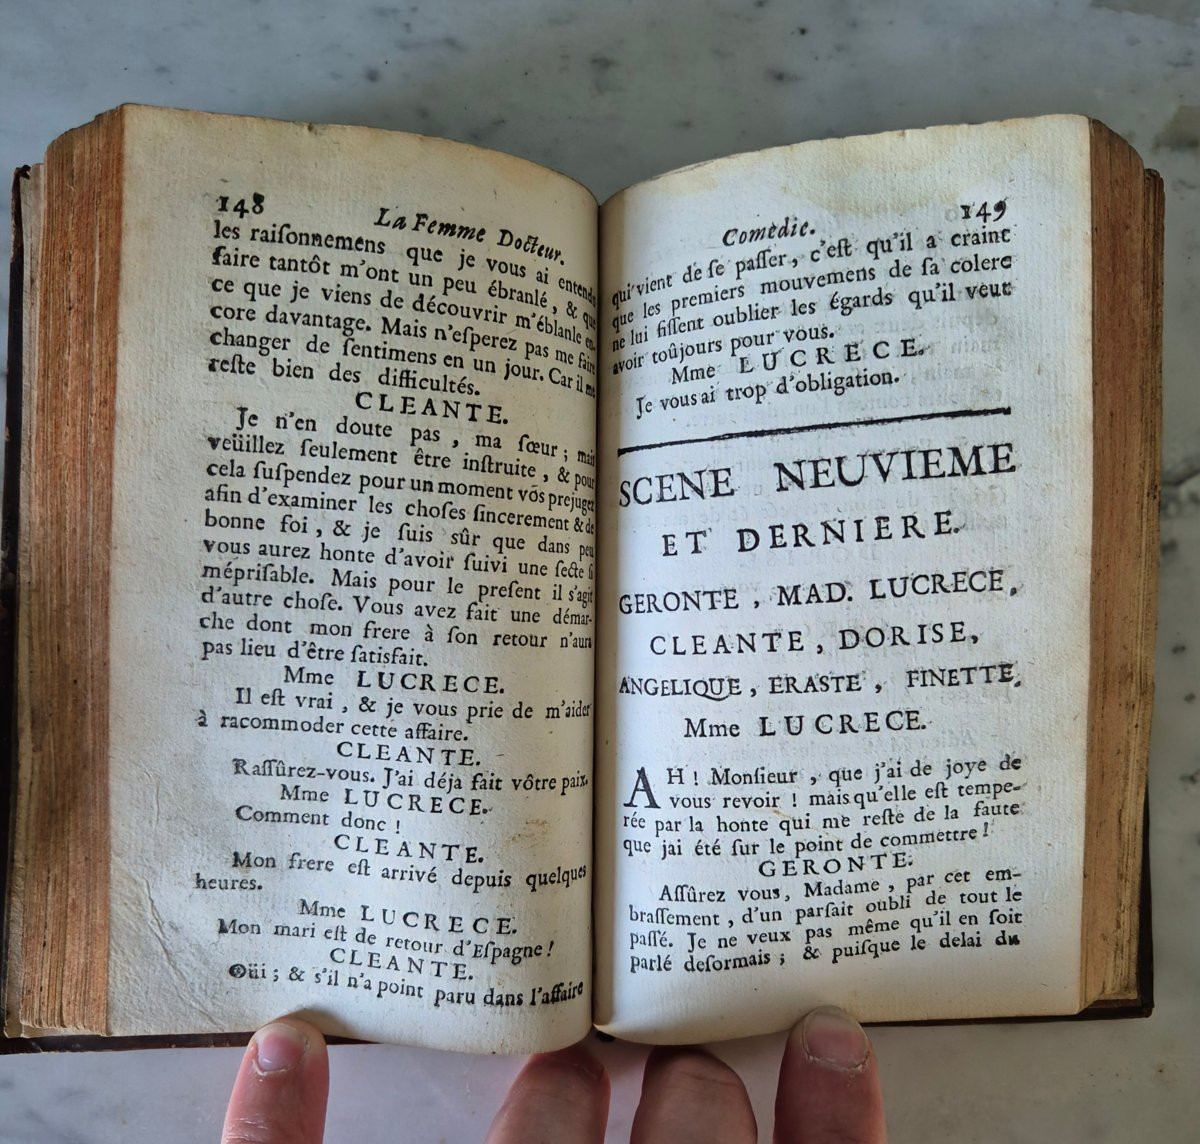 148
La Femme Docteur.
les raiſonnemens que je vous ai entendu
faire tantôt m'ont un peu ébranlé, & que
ce que je viens de découvrir m'éblanle en-
core davantage. Mais n'eſperez pas me faire
changer de ſentimens en un jour. Car il me
reſte bien des difficultés.
CLEANTE.
Je n'en doute pas, ma ſœur; mais
veüillez ſeulement être inſtruite, & pour
cela ſuſpendez pour un moment vos prejugez
afin d'examiner les choſes ſincerement & de
bonne foi, & je ſuis sûr que dans peu
vous aurez honte d'avoir ſuivi une ſecte ſi
mépriſable. Mais pour le preſent il s'agit
d'autre choſe. Vous avez fait une démar-
che dont mon frere à ſon retour n'aura
pas lieu d'être ſatisfait.
Mme LUCRECE.
Il eſt vrai, & je vous prie de m'aider
à racommoder cette affaire.
CLEANTE.
Raſſûrez-vous. J'ai déja fait vôtre paix.
Mme LUCRECE.
Comment donc!
CLEANTE.
Mon frere eſt arrivé depuis quelques
heures.
Mme LUCRECE.
Mon mari eſt de retour d'Eſpagne!
CLEANTE.
Oüi; & s'il n'a point paru dans l'affaire
Comèdie.
149
qui vient de ſe paſſer, c'eſt qu'il a craint
que les premiers mouvemens de ſa colere
ne lui fiſſent oublier les égards qu'il veut
avoir toûjours pour vous.
Mme LUCRECE.
Je vous ai trop d'obligation.
SCENE NEUVIEME
ET DERNIERE.
GERONTE, MAD. LUCRECE,
CLEANTE, DORISE,
ANGELIQUE, ERASTE, FINETTE.
Mme LUCRECE.
AH! Monſieur, que j'ai de joye de
vous revoir! mais qu'elle eſt tempe-
rée par la honte qui me reſte de la faute
que jai été ſur le point de commettre!
GERONTE.
Aſſûrez vous, Madame, par cet em-
braſſement, d'un parfait oubli de tout le
paſſé. Je ne veux pas même qu'il en ſoit
parlé deſormais; & puiſque le delai du